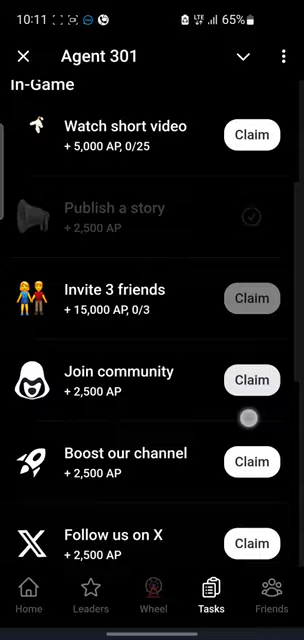 10:11
LTE
65%
Agent 301
In-Game
Watch short video
+ 5,000 AP, 0/25
Claim
Publish a story
+ 2,500 AP
Invite 3 friends
+ 15,000 AP, 0/3
Claim
Join community
+ 2,500 AP
Claim
Boost our channel
+ 2,500 AP
Claim
Follow us on X
+ 2,500 AP
Claim
Home
Leaders
Wheel
Tasks
Friends